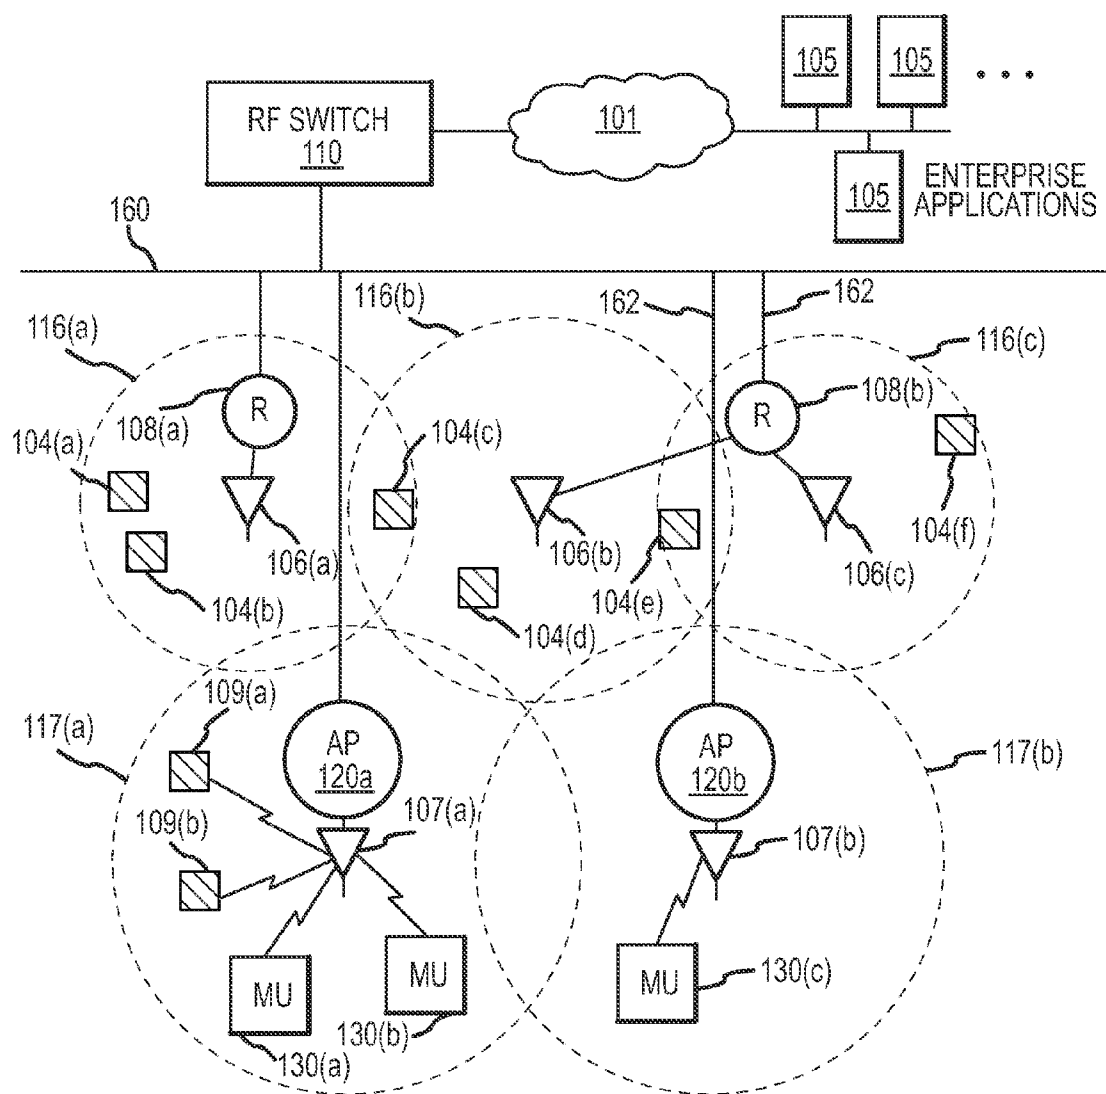 105
105
RF SWITCH
110
101
105
ENTERPRISE
APPLICATIONS
160
116(b)
162
162
116(a)
116(c)
R
108(a)
R
108(b)
104(a)
104(c)
106(a)
106(b)
104(f)
106(c)
104(b)
104(e)
104(d)
109(a)
117(a)
AP
120a
AP
120b
117(b)
107(a)
109(b)
107(b)
MU
MU
MU
130(c)
130(b)
130(a)